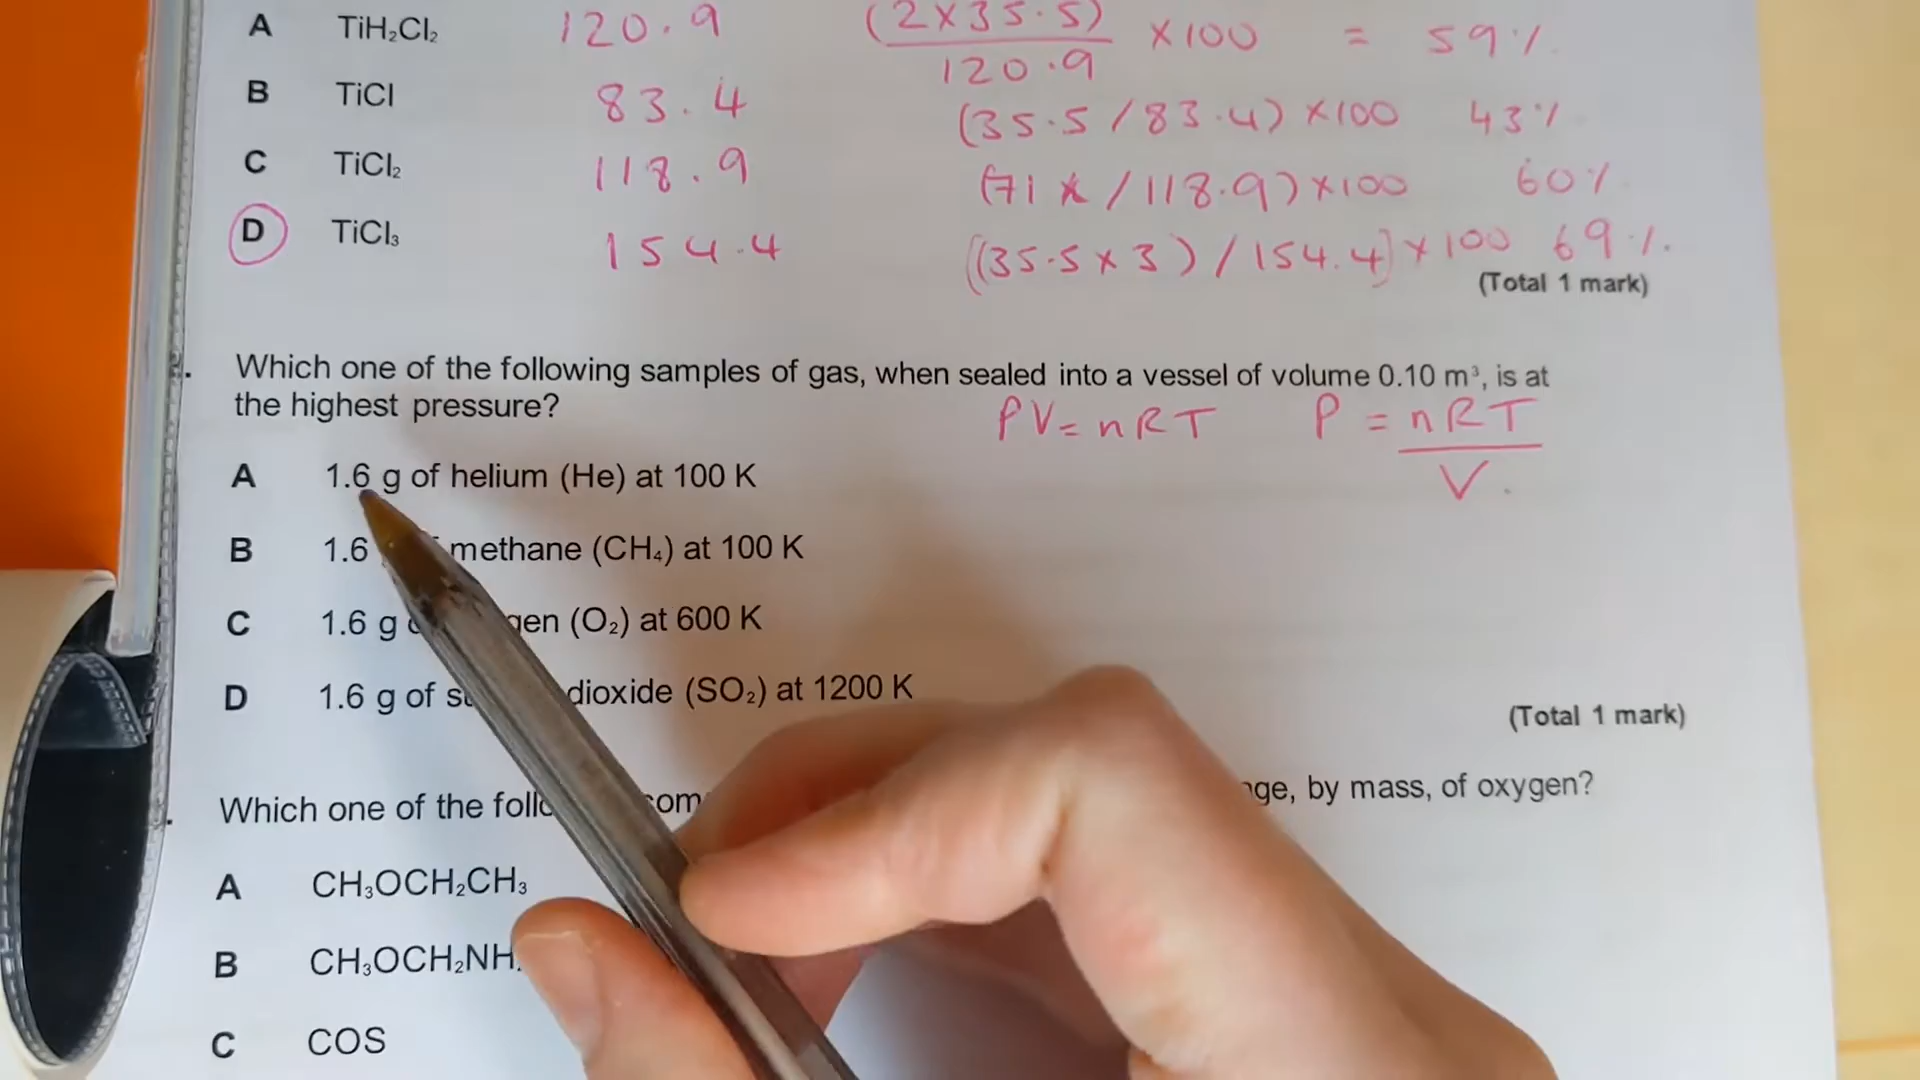 A TiH₂Cl₂ 120.9 (2×35.5)/120.9 ×100 = 59%
B TiCl 83.4 (35.5/83.4)×100 43%
C TiCl₂ 118.9 (71 /118.9)×100 60%
D TiCl₃ 154.4 ((35.5×3)/154.4)×100 69%.
(Total 1 mark)
Which one of the following samples of gas, when sealed into a vessel of volume 0.10 m³, is at
the highest pressure?
PV=nRT P = nRT/V
A 1.6 g of helium (He) at 100 K
B 1.6 methane (CH₄) at 100 K
C 1.6 g (O₂) at 600 K
D 1.6 g of dioxide (SO₂) at 1200 K
(Total 1 mark)
Which one of the by mass, of oxygen?
A CH₃OCH₂CH₃
B CH₃OCH₂NH
C COS